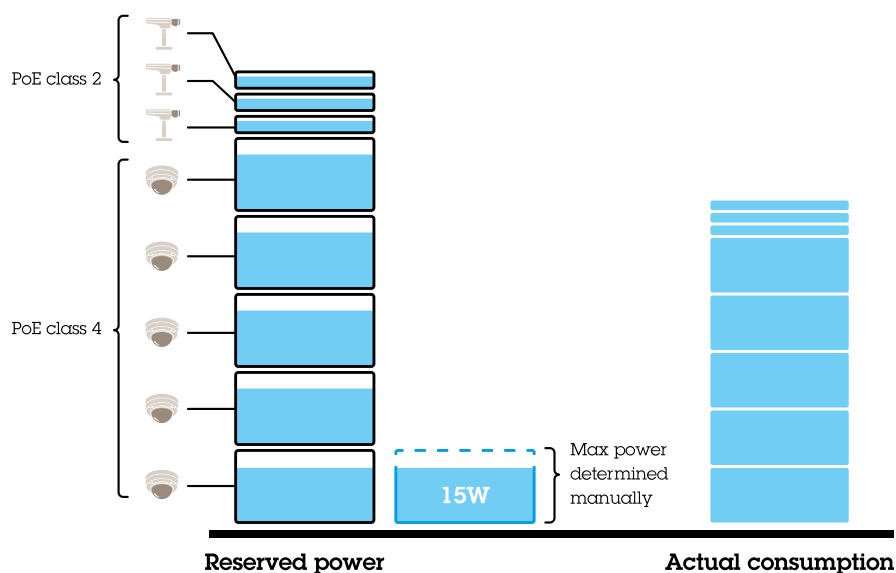 PoE class 2
PoE class 4
15W
Max power
determined
manually
Reserved power
Actual consumption